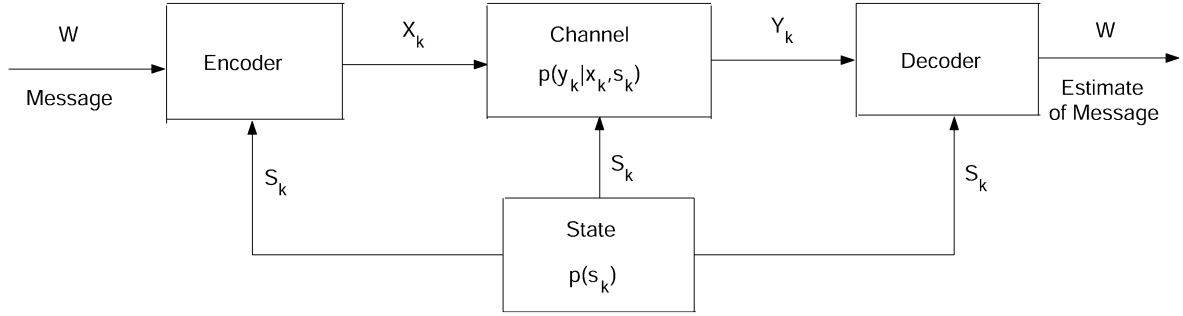 W
Message
Encoder
X_k
Channel
p(y_k|x_k,s_k)
Y_k
Decoder
W
Estimate
of Message
S_k
S_k
S_k
State
p(s_k)